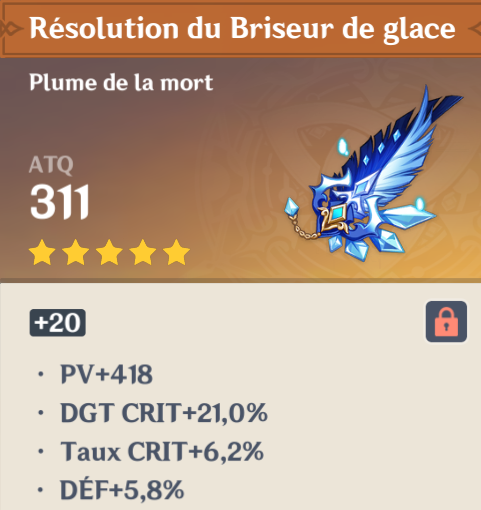 Résolution du Briseur de glace
Plume de la mort
ATQ
311
+20
· PV+418
· DGT CRIT+21,0%
· Taux CRIT+6,2%
· DÉF+5,8%